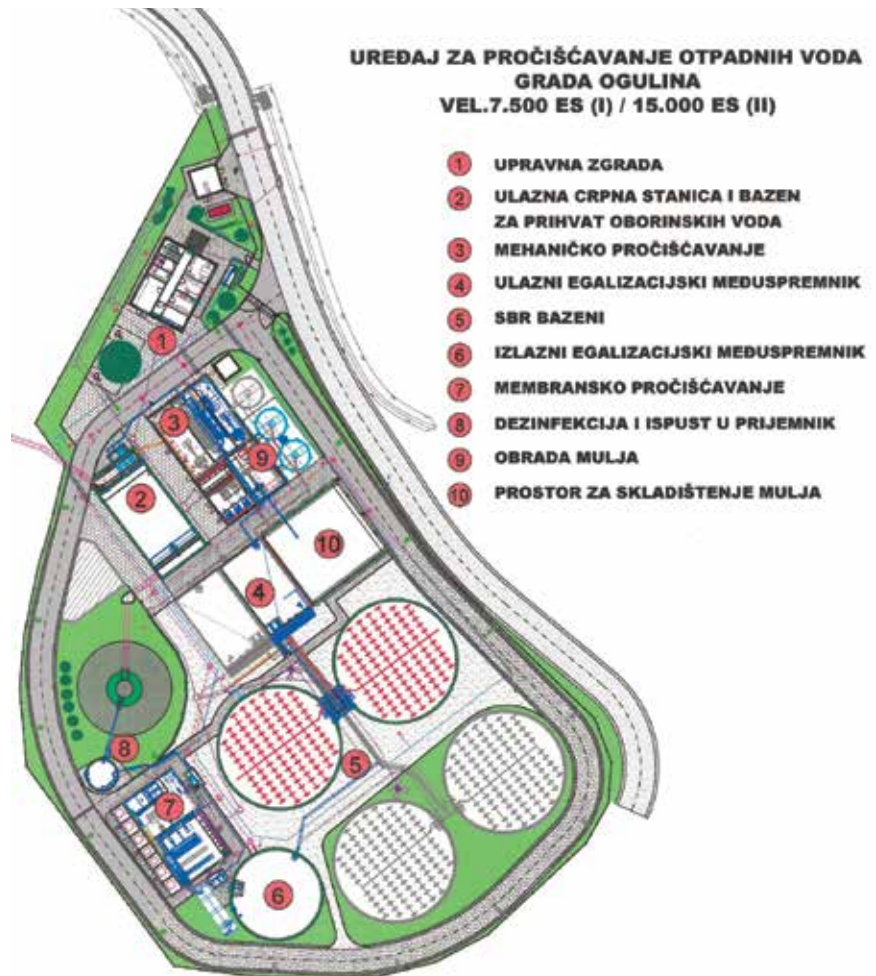 UREĐAJ ZA PROČIŠĆAVANJE OTPADNIH VODA
GRADA OGULINA
VEL.7.500 ES (I) / 15.000 ES (II)
1 UPRAVNA ZGRADA
2 ULAZNA CRPNA STANICA I BAZEN
ZA PRIHVAT OBORINSKIH VODA
3 MEHANIČKO PROČIŠĆAVANJE
4 ULAZNI EGALIZACIJSKI MEĐUSPREMNIK
5 SBR BAZENI
6 IZLAZNI EGALIZACIJSKI MEĐUSPREMNIK
7 MEMBRANSKO PROČIŠĆAVANJE
8 DEZINFEKCIJA I ISPUST U PRIJEMNIK
9 OBRADA MULJA
10 PROSTOR ZA SKLADIŠTENJE MULJA
1
3
9
2
10
4
8
5
7
6